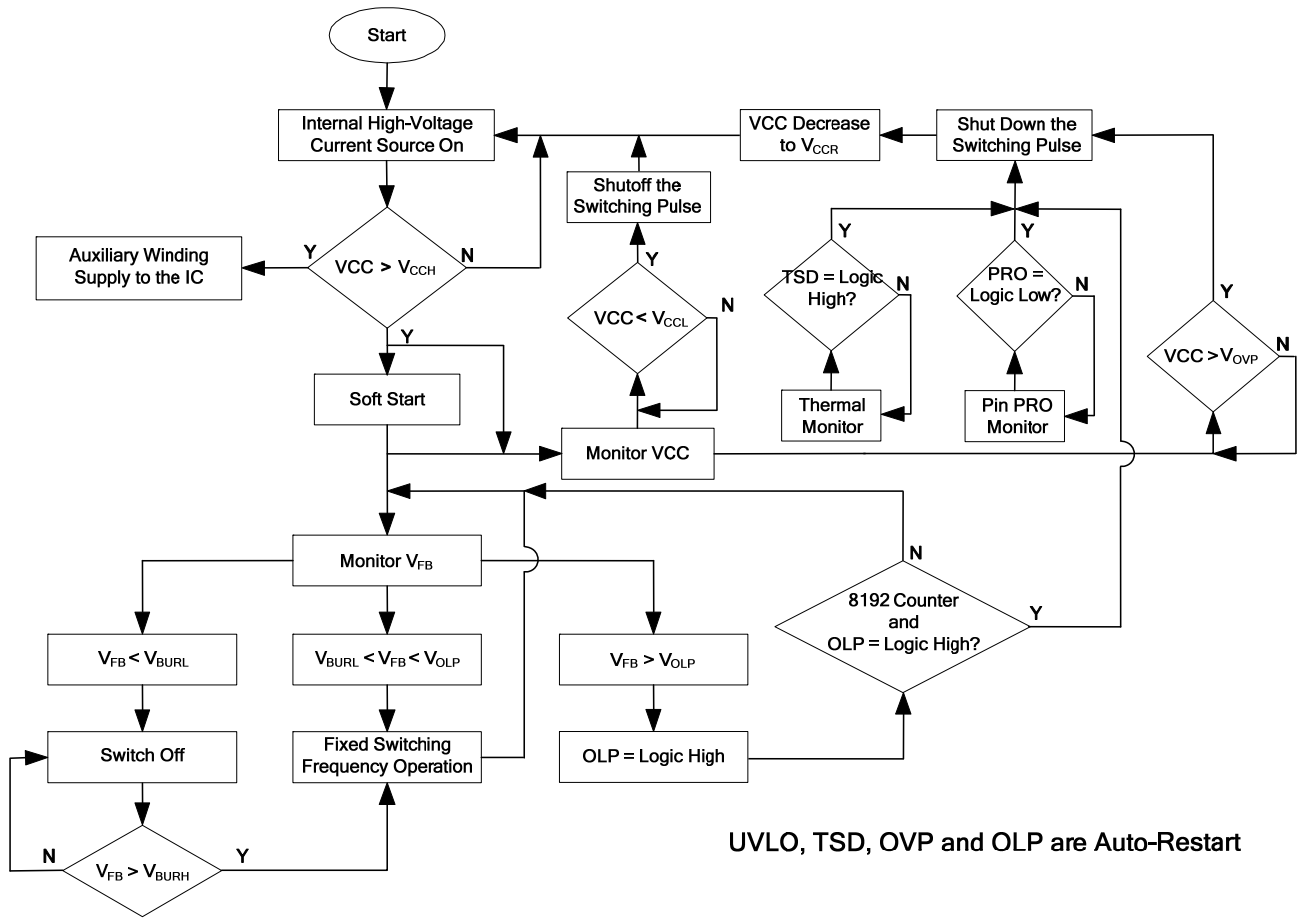 Start
Internal High-Voltage
Current Source On
VCC Decrease
to VCCR
Shut Down the
Switching Pulse
Shutoff the
Switching Pulse
Auxiliary Winding
Supply to the IC
Y
VCC > VCCH
N
Y
VCC < VCCL
N
Y
TSD = Logic
High?
N
Y
PRO =
Logic Low?
N
Y
VCC > VOVP
N
Y
Soft Start
Thermal
Monitor
Pin PRO
Monitor
Monitor VCC
Monitor VFB
N
8192 Counter
and
OLP = Logic High?
Y
VFB < VBURL
VBURL < VFB < VOLP
VFB > VOLP
Switch Off
Fixed Switching
Frequency Operation
OLP = Logic High
N
VFB > VBURH
Y
UVLO, TSD, OVP and OLP are Auto-Restart